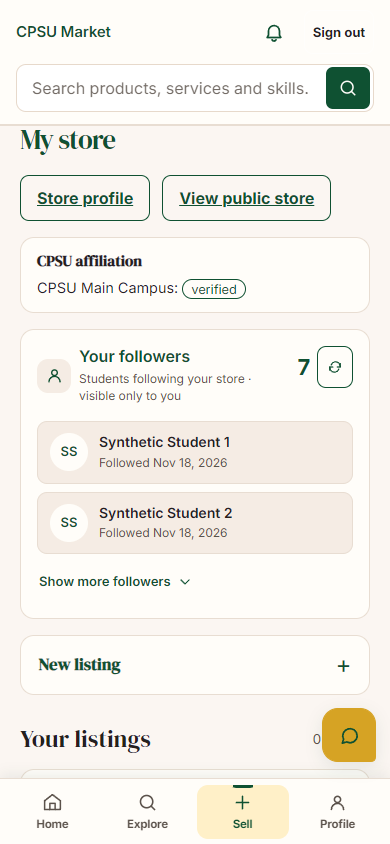 CPSU Market
Sign out
Search products, services and skills.
My store
Store profile
View public store
CPSU affiliation
CPSU Main Campus: verified
Your followers
7
Students following your store ·
visible only to you
SS
Synthetic Student 1
Followed Nov 18, 2026
SS
Synthetic Student 2
Followed Nov 18, 2026
Show more followers
New listing
+
Your listings
0
Home
Explore
Sell
Profile